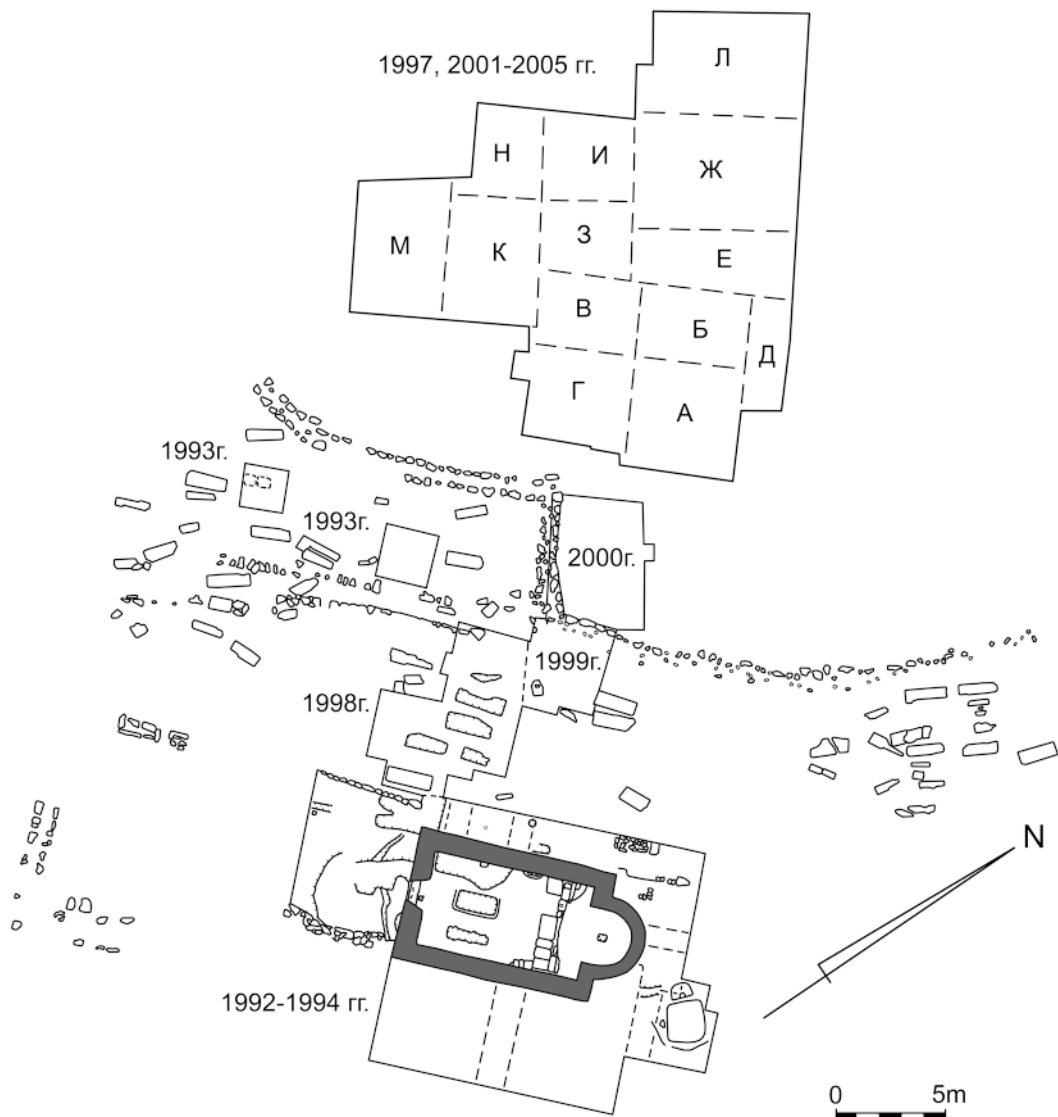 Л
1997, 2001-2005 гг.
Н
И
Ж
З
М
К
Е
В
Б
Д
Г
А
1993г.
1993г.
2000г.
1999г.
1998г.
N
1992-1994 гг.
0 5m